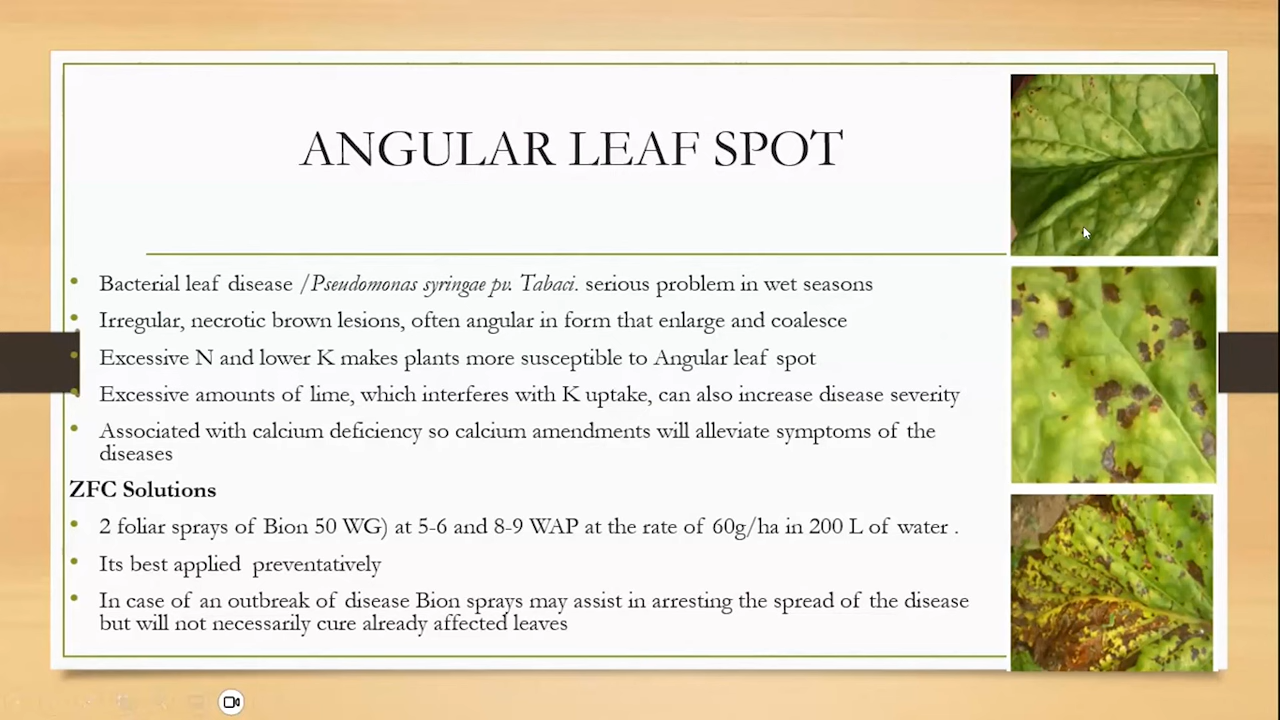 ANGULAR LEAF SPOT
• Bacterial leaf disease /Pseudomonas syringae pv. Tabaci. serious problem in wet seasons
• Irregular, necrotic brown lesions, often angular in form that enlarge and coalesce
• Excessive N and lower K makes plants more susceptible to Angular leaf spot
• Excessive amounts of lime, which interferes with K uptake, can also increase disease severity
• Associated with calcium deficiency so calcium amendments will alleviate symptoms of the
diseases
ZFC Solutions
• 2 foliar sprays of Bion 50 WG) at 5-6 and 8-9 WAP at the rate of 60g/ha in 200 L of water .
• Its best applied preventatively
• In case of an outbreak of disease Bion sprays may assist in arresting the spread of the disease
but will not necessarily cure already affected leaves